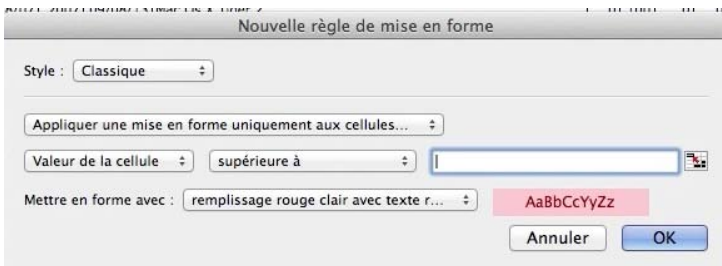 Nouvelle règle de mise en forme
Style : Classique
Appliquer une mise en forme uniquement aux cellules...
Valeur de la cellule supérieure à
Mettre en forme avec : remplissage rouge clair avec texte r... AaBbCcYyZz
Annuler OK